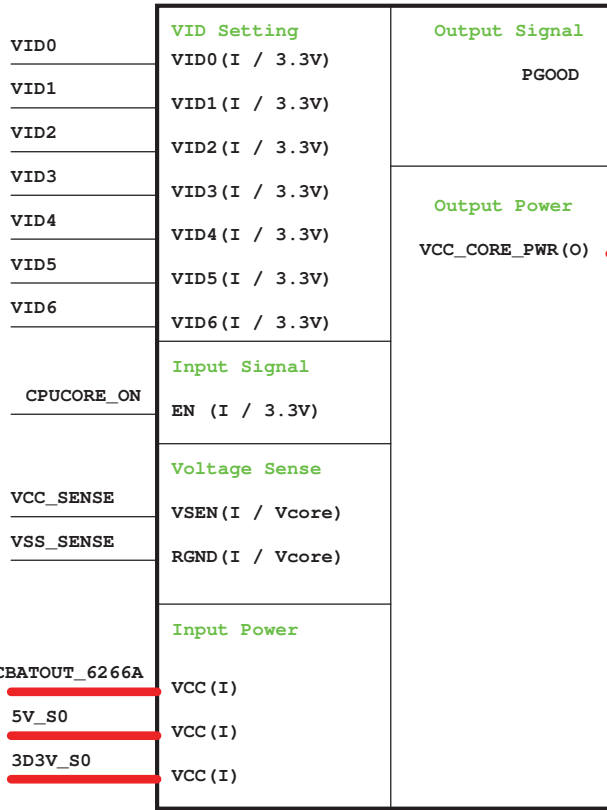 VID Setting
Output Signal
VID0
VID0(I / 3.3V)
PGOOD
VID1
VID1(I / 3.3V)
VID2
VID2(I / 3.3V)
VID3
VID3(I / 3.3V)
Output Power
VID4
VID4(I / 3.3V)
VCC_CORE_PWR(O)
VID5
VID5(I / 3.3V)
VID6
VID6(I / 3.3V)
Input Signal
CPUCORE_ON
EN (I / 3.3V)
Voltage Sense
VCC_SENSE
VSEN(I / Vcore)
VSS_SENSE
RGND(I / Vcore)
Input Power
CBATOUT_6266A
VCC(I)
5V_S0
VCC(I)
3D3V_S0
VCC(I)